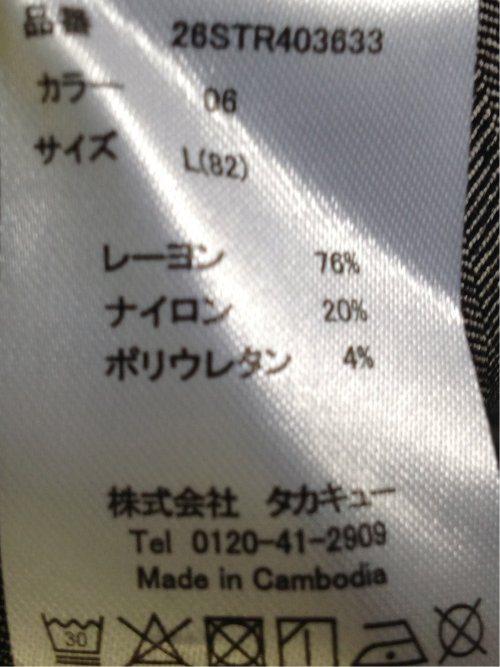 品番 26STR403633
カラー 06
サイズ L(82)
レーヨン 76%
ナイロン 20%
ポリウレタン 4%
株式会社 タカキュー
Tel 0120-41-2909
Made in Cambodia
30